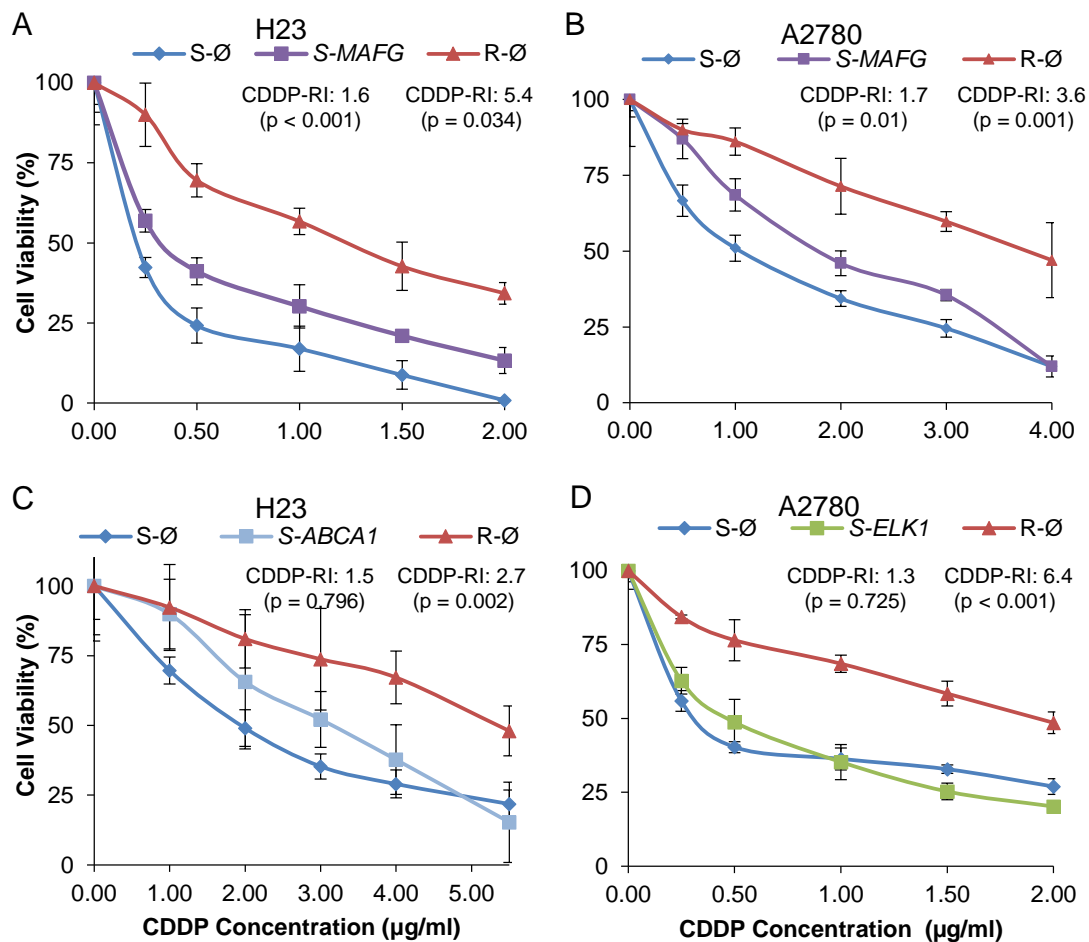 A
H23
S-Ø S-MAFG R-Ø
CDDP-RI: 1.6 CDDP-RI: 5.4
(p < 0.001) (p = 0.034)
100
75
50
25
0
0.00 0.50 1.00 1.50 2.00
Cell Viability (%)
B
A2780
S-Ø S-MAFG R-Ø
CDDP-RI: 1.7 CDDP-RI: 3.6
(p = 0.01) (p = 0.001)
100
75
50
25
0
0.00 1.00 2.00 3.00 4.00
C
H23
S-Ø S-ABCA1 R-Ø
CDDP-RI: 1.5 CDDP-RI: 2.7
(p = 0.796) (p = 0.002)
100
75
50
25
0
0.00 1.00 2.00 3.00 4.00 5.00
Cell Viability (%)
CDDP Concentration (µg/ml)
D
A2780
S-Ø S-ELK1 R-Ø
CDDP-RI: 1.3 CDDP-RI: 6.4
(p = 0.725) (p < 0.001)
100
75
50
25
0
0.00 0.50 1.00 1.50 2.00
CDDP Concentration (µg/ml)